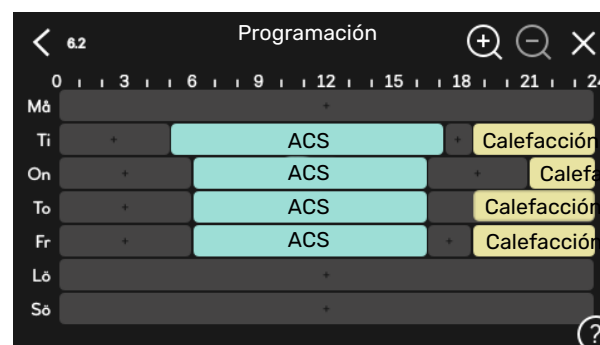 6.2 Programación
0 3 6 9 12 15 18 21 24
Må
Ti ACS Calefacción
On ACS Calefa
To ACS Calefacción
Fr ACS Calefacción
Lö
Sö
?